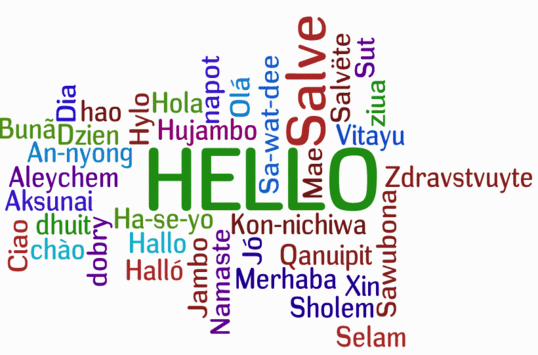 Salve
Salvëte
Sut
napot
Olá
Sa-wat-dee
ziua
Dia
hao
Hylo
Hola
Bunã
Dzien
Hujambo
Vitayu
An-nyong
HELLO
Mae
Aleychem
Zdravstvuyte
Aksunai
Ciao
dhuit
chào
dobry
Ha-se-yo
Hallo
Halló
Jambo
Namaste
Jó
Kon-nichiwa
Qanuipit
Sawubona
Merhaba
Xin
Sholem
Selam